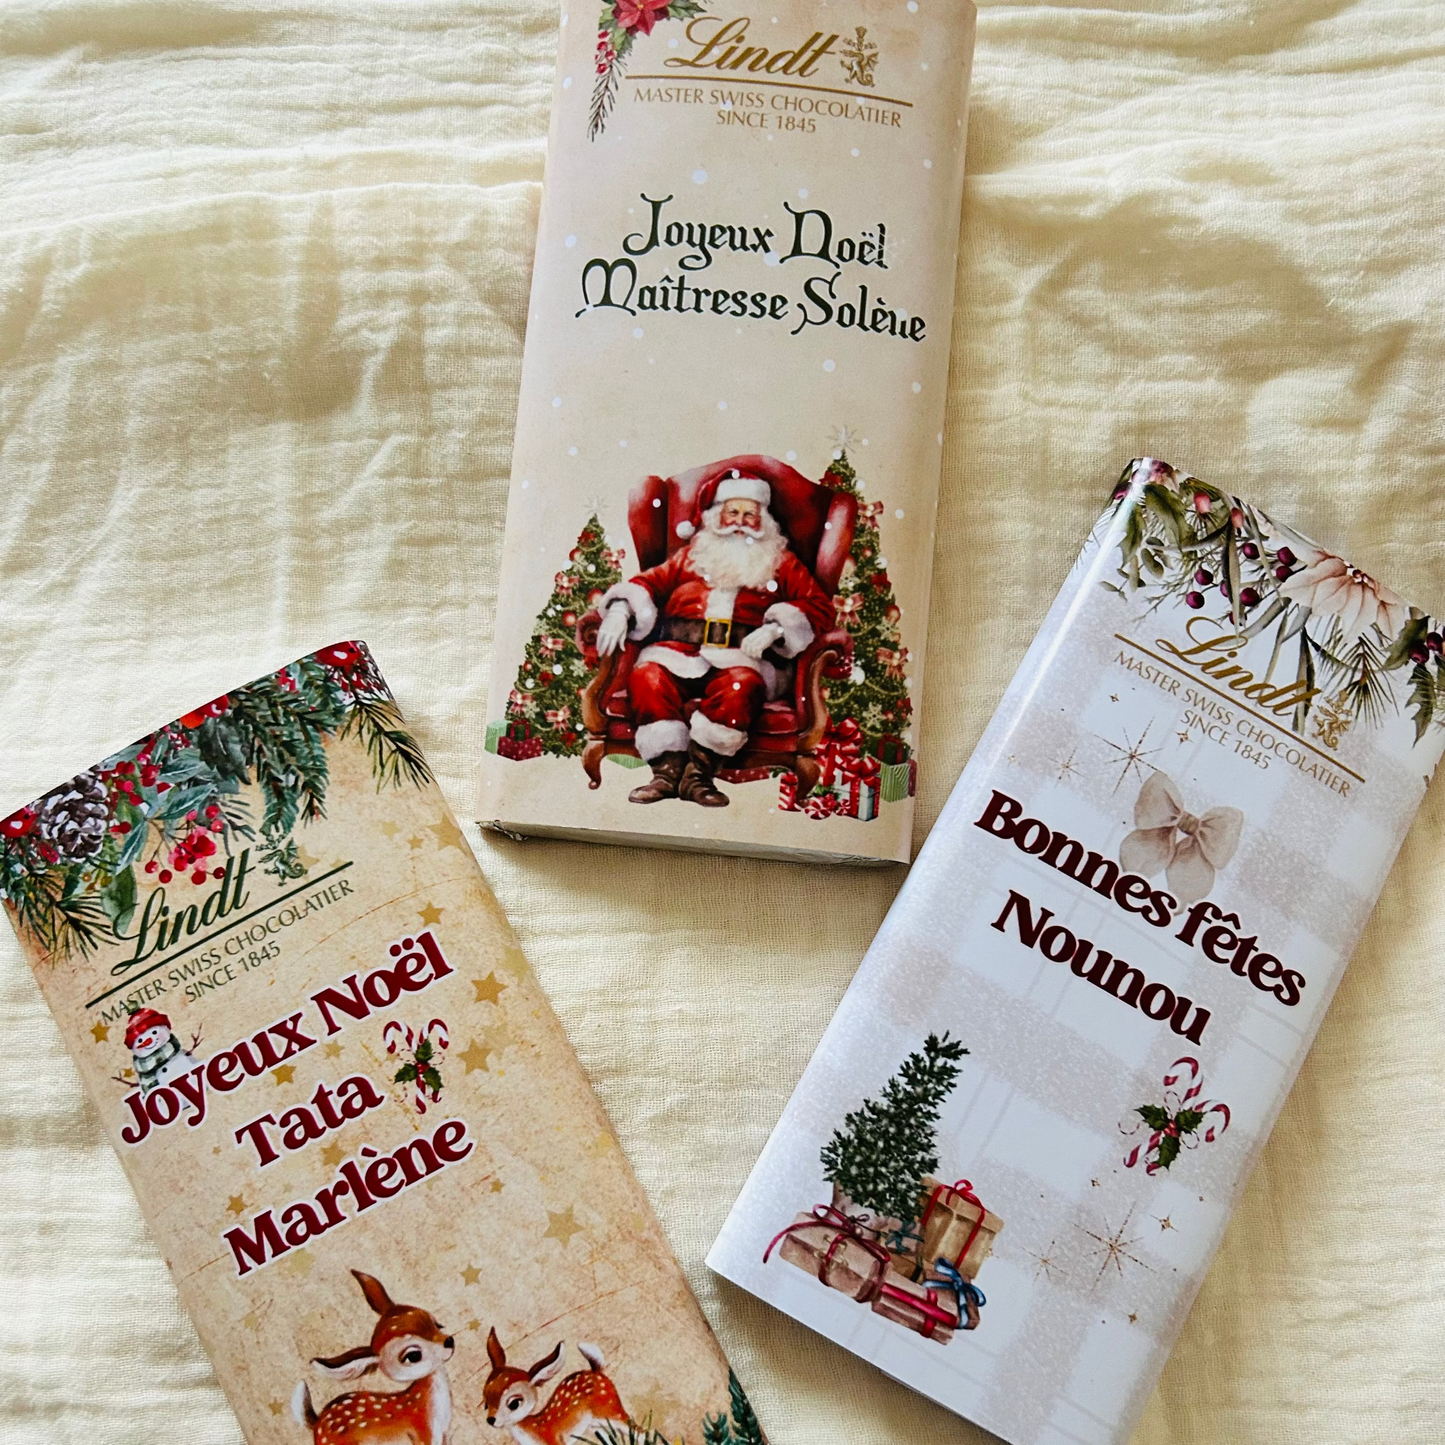 Lindt
MASTER SWISS CHOCOLATIER
SINCE 1845
Joyeux Noël
Maîtresse Solène
Lindt
MASTER SWISS CHOCOLATIER
SINCE 1845
Joyeux Noël
Tata
Marlène
Lindt
MASTER SWISS CHOCOLATIER
SINCE 1845
Bonnes fêtes
Nounou